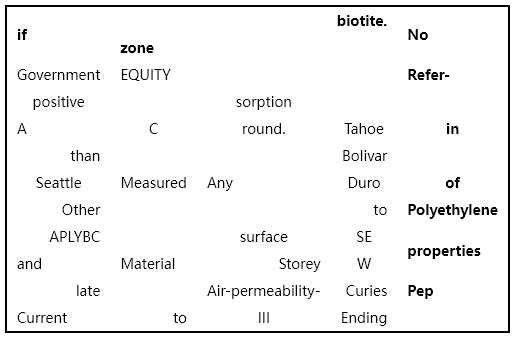 if zone biotite. No
Government EQUITY Refer-
positive sorption
A C round. Tahoe in
than Bolivar
Seattle Measured Any Duro of
Other to Polyethylene
APLYBC surface SE
properties
and Material Storey W
late Air-permeability- Curies Pep
Current to III Ending